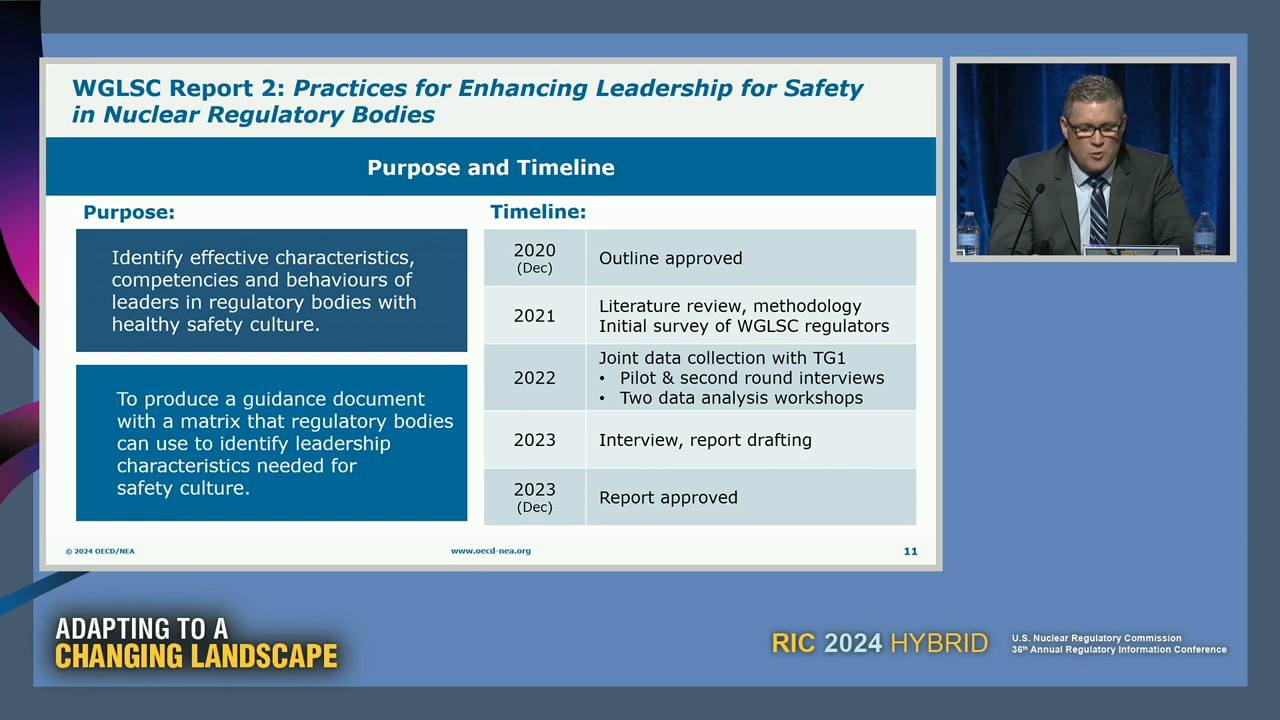 WGLSC Report 2: Practices for Enhancing Leadership for Safety
in Nuclear Regulatory Bodies
Purpose and Timeline
Purpose:
Identify effective characteristics,
competencies and behaviours of
leaders in regulatory bodies with
healthy safety culture.
To produce a guidance document
with a matrix that regulatory bodies
can use to identify leadership
characteristics needed for
safety culture.
Timeline:
2020
(Dec)
Outline approved
2021
Literature review, methodology
Initial survey of WGLSC regulators
2022
Joint data collection with TG1
• Pilot & second round interviews
• Two data analysis workshops
2023
Interview, report drafting
2023
(Dec)
Report approved
© 2024 OECD/NEA
www.oecd-nea.org
11
ADAPTING TO A
CHANGING LANDSCAPE
RIC 2024 HYBRID
U.S. Nuclear Regulatory Commission
36th Annual Regulatory Information Conference